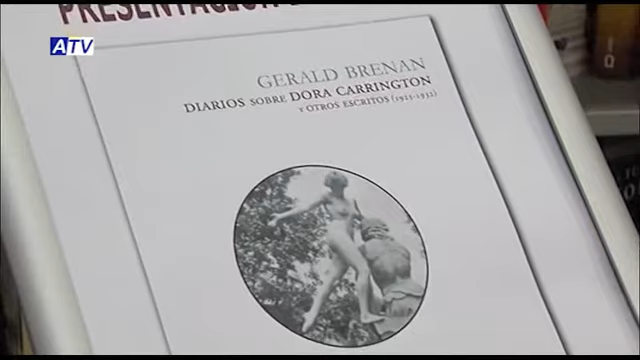 PRESENTACIÓN
ATV
GERALD BRENAN
DIARIOS SOBRE DORA CARRINGTON
Y OTROS ESCRITOS (1925-1932)